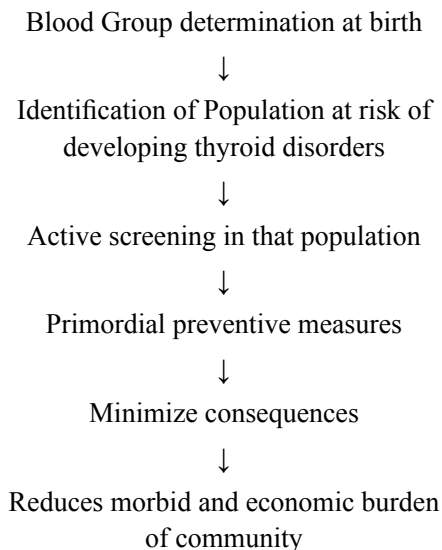 Blood Group determination at birth
↓
Identification of Population at risk of
developing thyroid disorders
↓
Active screening in that population
↓
Primordial preventive measures
↓
Minimize consequences
↓
Reduces morbid and economic burden
of community